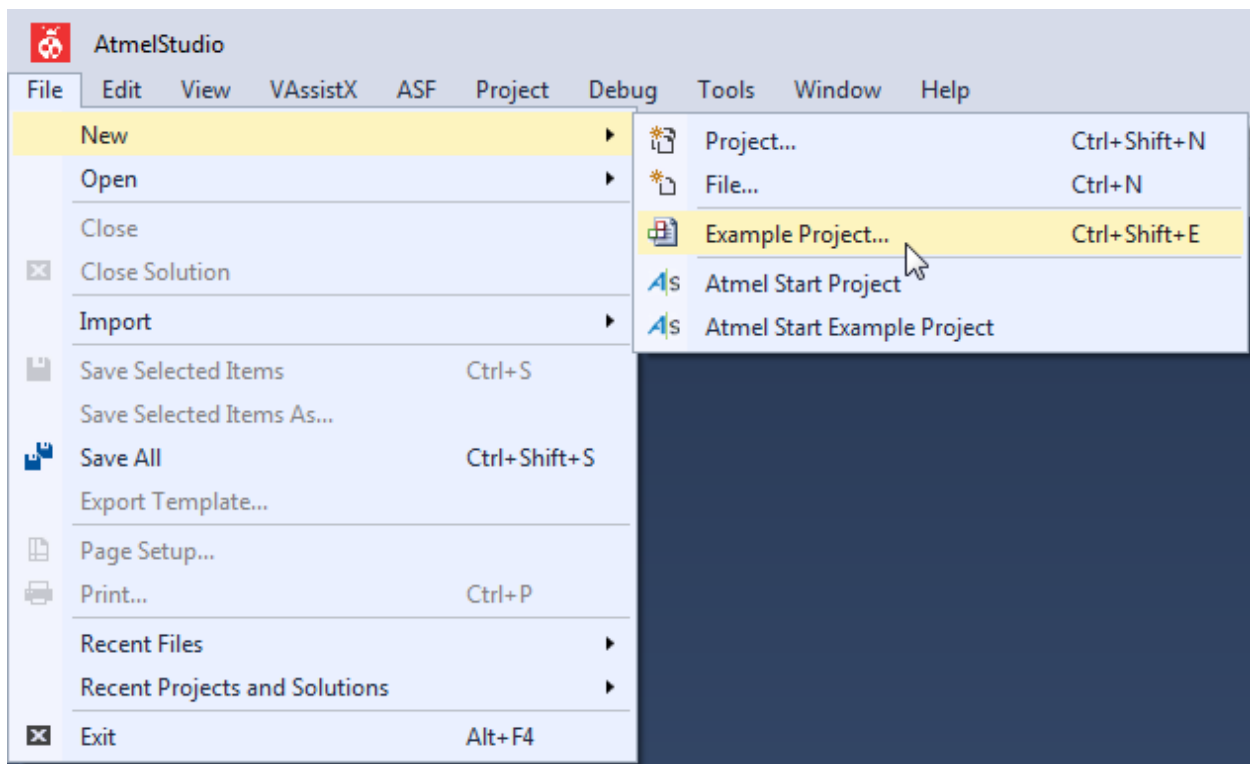 AtmelStudio
File Edit View VAssistX ASF Project Debug Tools Window Help
New
Open
Close
Close Solution
Import
Save Selected Items Ctrl+S
Save Selected Items As...
Save All Ctrl+Shift+S
Export Template...
Page Setup...
Print... Ctrl+P
Recent Files
Recent Projects and Solutions
Exit Alt+F4
Project... Ctrl+Shift+N
File... Ctrl+N
Example Project... Ctrl+Shift+E
As Atmel Start Project
As Atmel Start Example Project